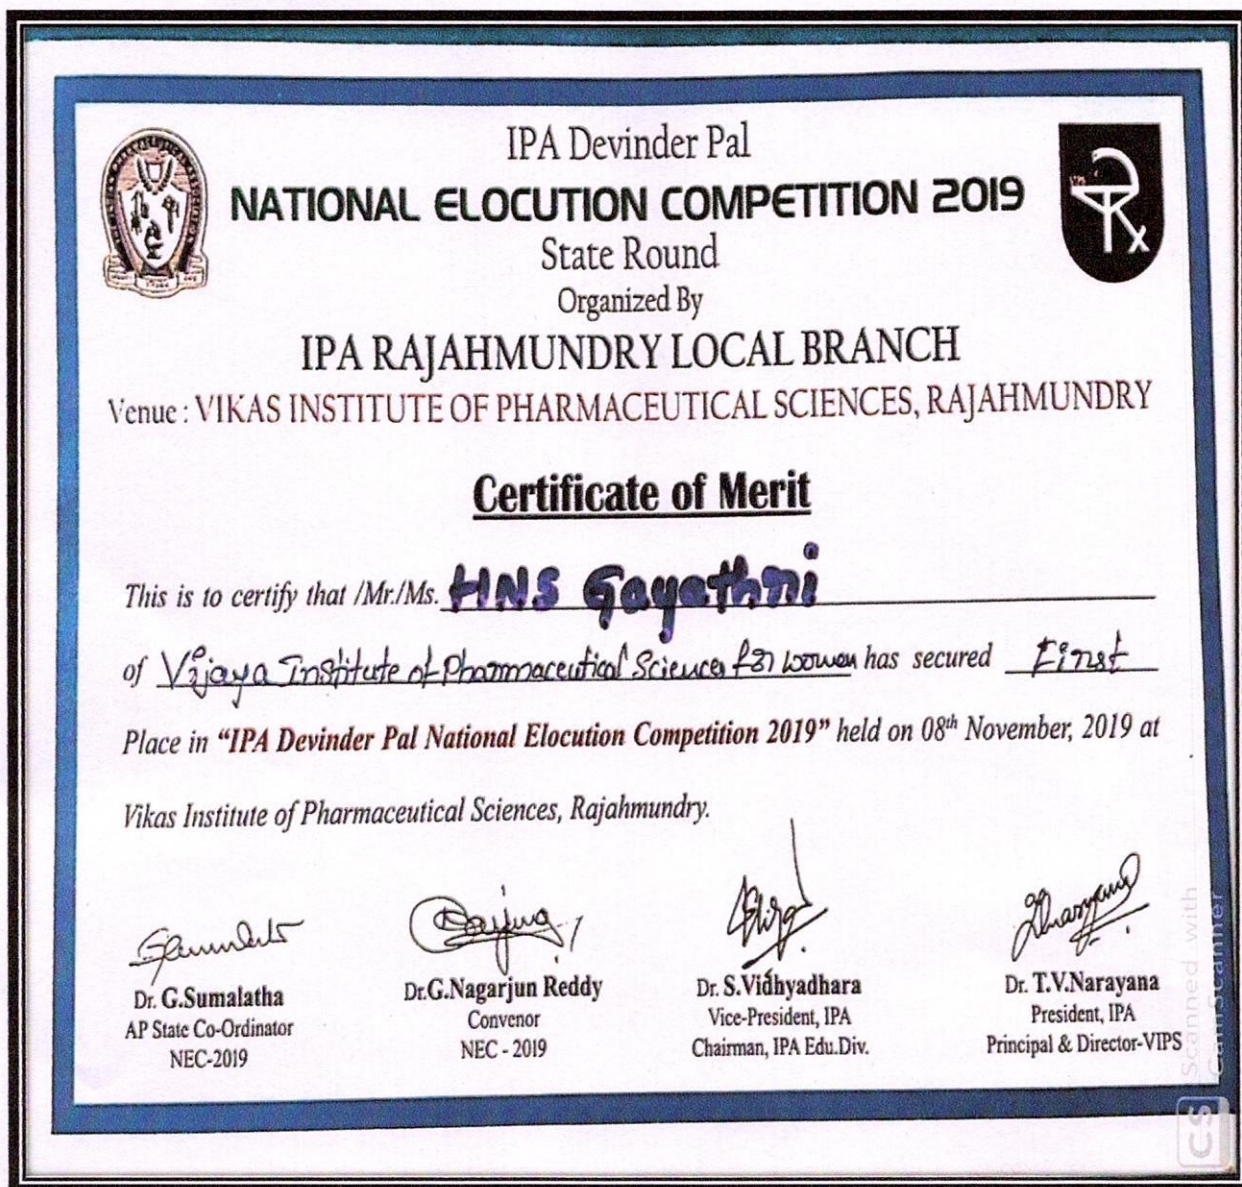 IPA Devinder Pal
NATIONAL ELOCUTION COMPETITION 2019
State Round
Organized By
IPA RAJAHMUNDRY LOCAL BRANCH
Venue : VIKAS INSTITUTE OF PHARMACEUTICAL SCIENCES, RAJAHMUNDRY
Certificate of Merit
This is to certify that /Mr./Ms. HNS Gayathri
of Vijaya Institute of Pharmaceutical Sciences for women has secured First
Place in “IPA Devinder Pal National Elocution Competition 2019” held on 08th November, 2019 at
Vikas Institute of Pharmaceutical Sciences, Rajahmundry.
Dr. G.Sumalatha
AP State Co-Ordinator
NEC-2019
Dr.G.Nagarjun Reddy
Convenor
NEC - 2019
Dr. S.Vidhyadhara
Vice-President, IPA
Chairman, IPA Edu.Div.
Dr. T.V.Narayana
President, IPA
Principal & Director-VIPS
CS Scanned with
CamScanner